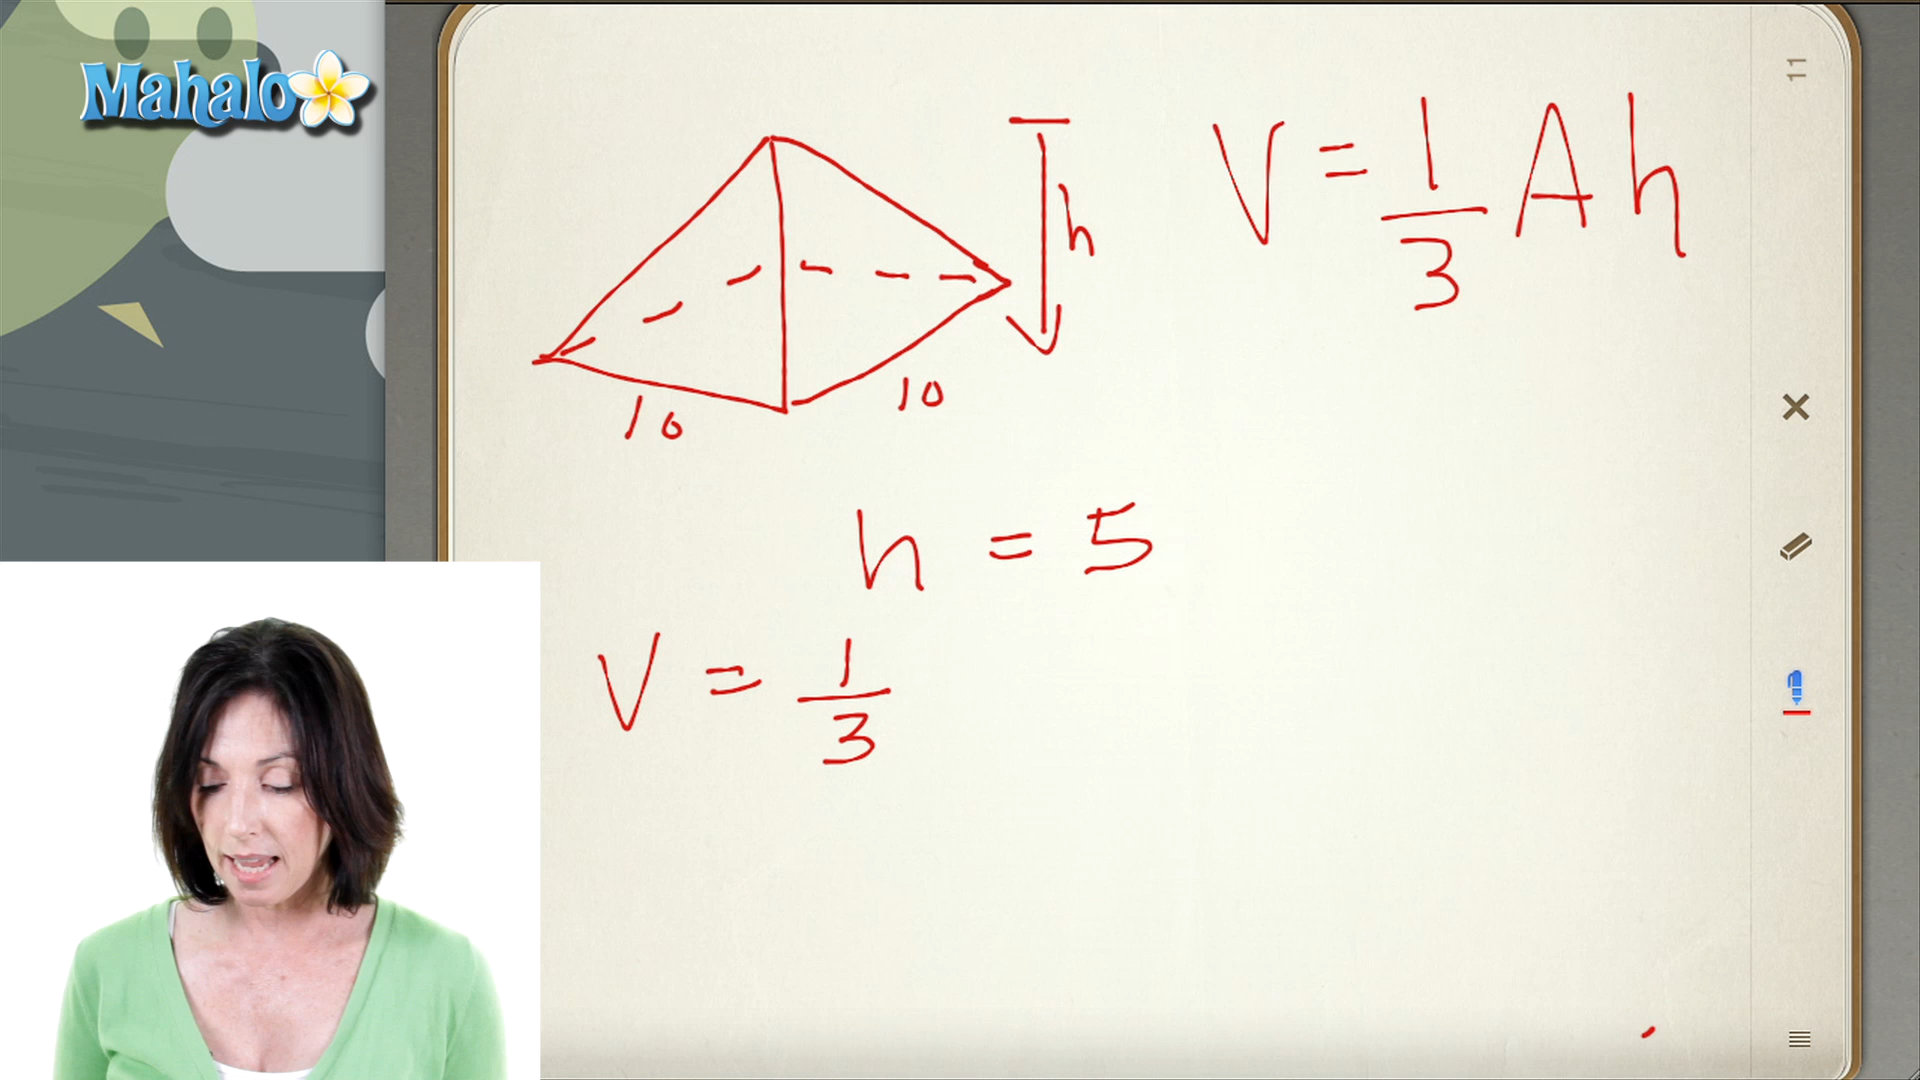 Mahalo
11
V = 1/3 A h
h
10
10
h = 5
V = 1/3